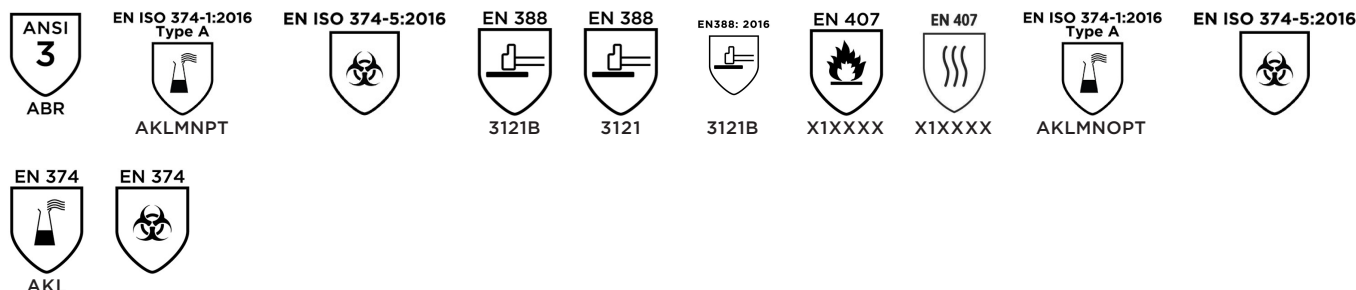 ANSI
3
ABR
EN ISO 374-1:2016
Type A
AKLMNPT
EN ISO 374-5:2016
EN 388
3121B
EN 388
3121
EN388: 2016
3121B
EN 407
X1XXXX
EN 407
X1XXXX
EN ISO 374-1:2016
Type A
AKLMNOPT
EN ISO 374-5:2016
EN 374
AKL
EN 374